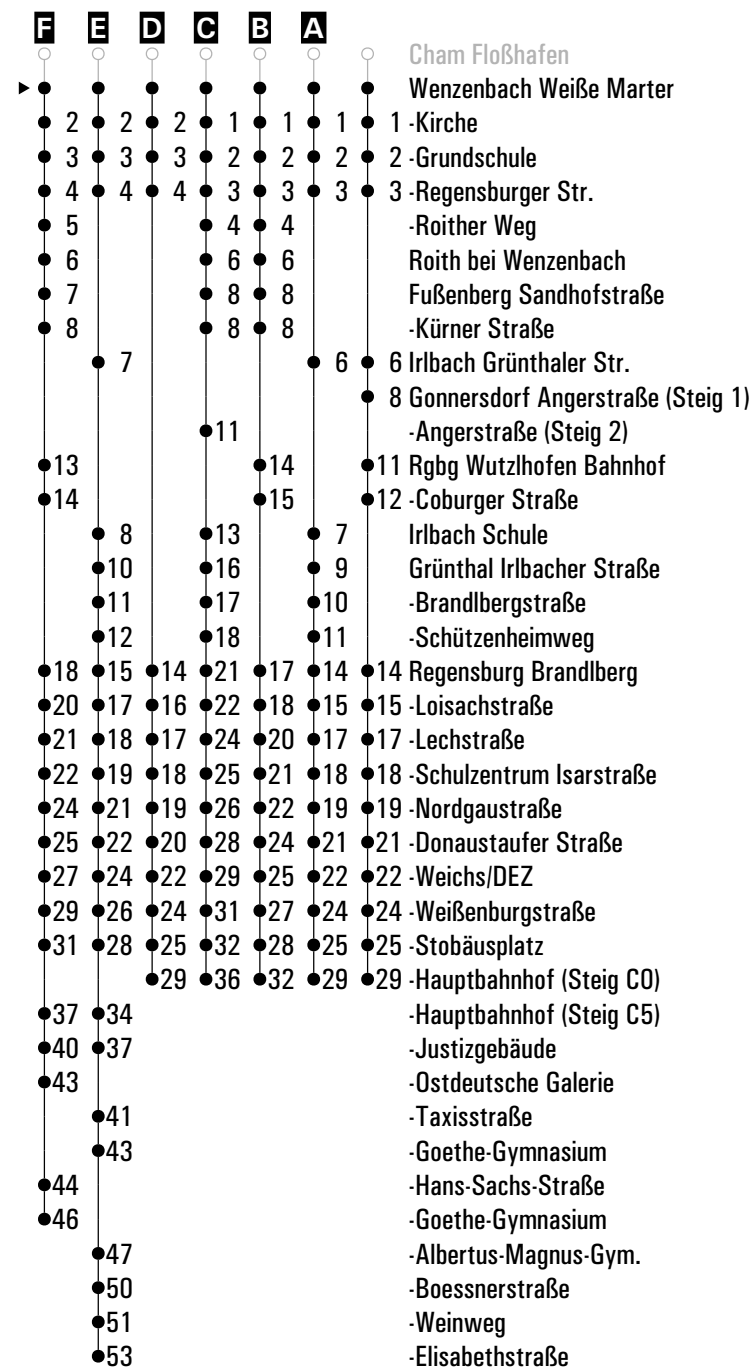 F E D C B A
Cham Floßhafen
Wenzenbach Weiße Marter
2 2 2 1 1 1 1 -Kirche
3 3 3 2 2 2 2 -Grundschule
4 4 4 3 3 3 3 -Regensburger Str.
5 4 4 -Roither Weg
6 6 6 Roith bei Wenzenbach
7 8 8 Fußenberg Sandhofstraße
8 8 8 -Kürner Straße
7 6 6 Irlbach Grünthaler Str.
8 Gonnersdorf Angerstraße (Steig 1)
11 -Angerstraße (Steig 2)
13 14 11 Rgbg Wutzlhofen Bahnhof
14 15 12 -Coburger Straße
8 13 7 Irlbach Schule
10 16 9 Grünthal Irlbacher Straße
11 17 10 -Brandlbergstraße
12 18 11 -Schützenheimweg
18 15 14 21 17 14 14 Regensburg Brandlberg
20 17 16 22 18 15 15 -Loisachstraße
21 18 17 24 20 17 17 -Lechstraße
22 19 18 25 21 18 18 -Schulzentrum Isarstraße
24 21 19 26 22 19 19 -Nordgaustraße
25 22 20 28 24 21 21 -Donaustaufer Straße
27 24 22 29 25 22 22 -Weichs/DEZ
29 26 24 31 27 24 24 -Weißenburgstraße
31 28 25 32 28 25 25 -Stobäusplatz
29 36 32 29 29 -Hauptbahnhof (Steig C0)
37 34 -Hauptbahnhof (Steig C5)
40 37 -Justizgebäude
43 -Ostdeutsche Galerie
41 -Taxisstraße
43 -Goethe-Gymnasium
44 -Hans-Sachs-Straße
46 -Goethe-Gymnasium
47 -Albertus-Magnus-Gym.
50 -Boessnerstraße
51 -Weinweg
53 -Elisabethstraße